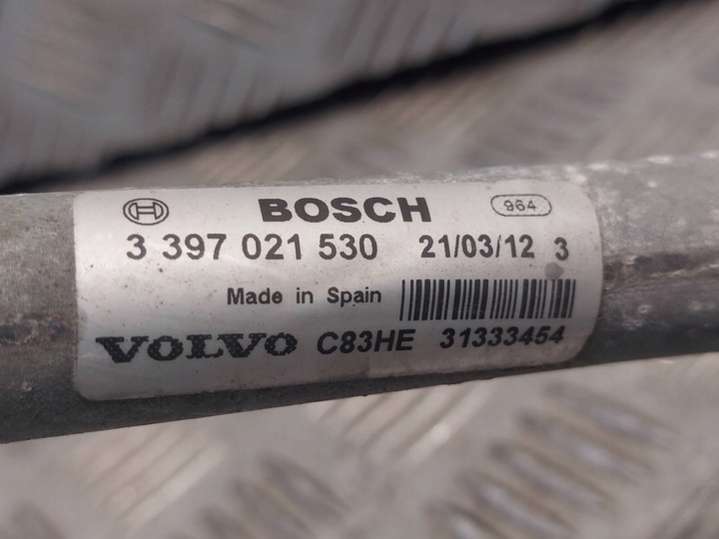 BOSCH 964
3 397 021 530 21/03/12 3
Made in Spain
VOLVO C83HE 31333454